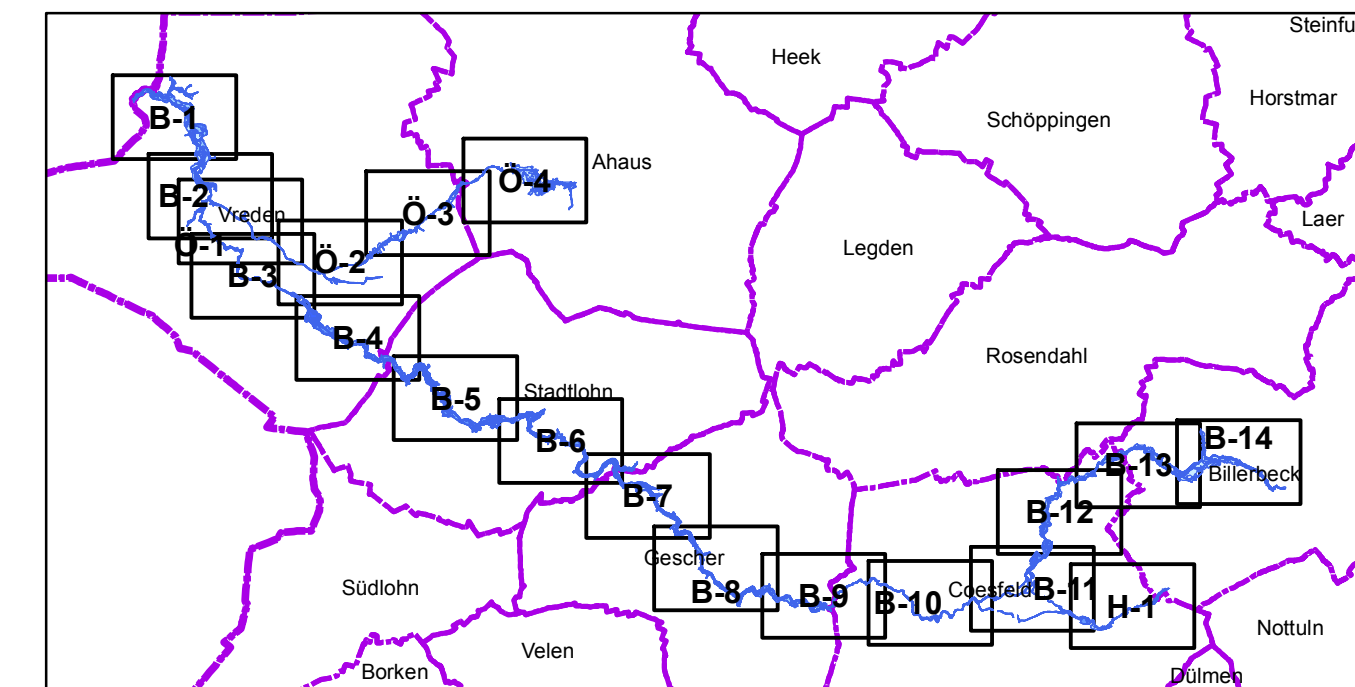 Steinfu
Heek
Horstmar
B-1
Schöppingen
Ahaus
Ö-4
B-2
Ö-3
Vreden
Laer
Ö-1
Legden
Ö-2
B-3
B-4
Rosendahl
Stadtlohn
B-5
B-6
B-14
B-13
Billerbeck
B-7
B-12
Gescher
Südlohn
B-8
B-9
B-10
Coesfeld
B-11
H-1
Nottuln
Velen
Borken
Dülmen